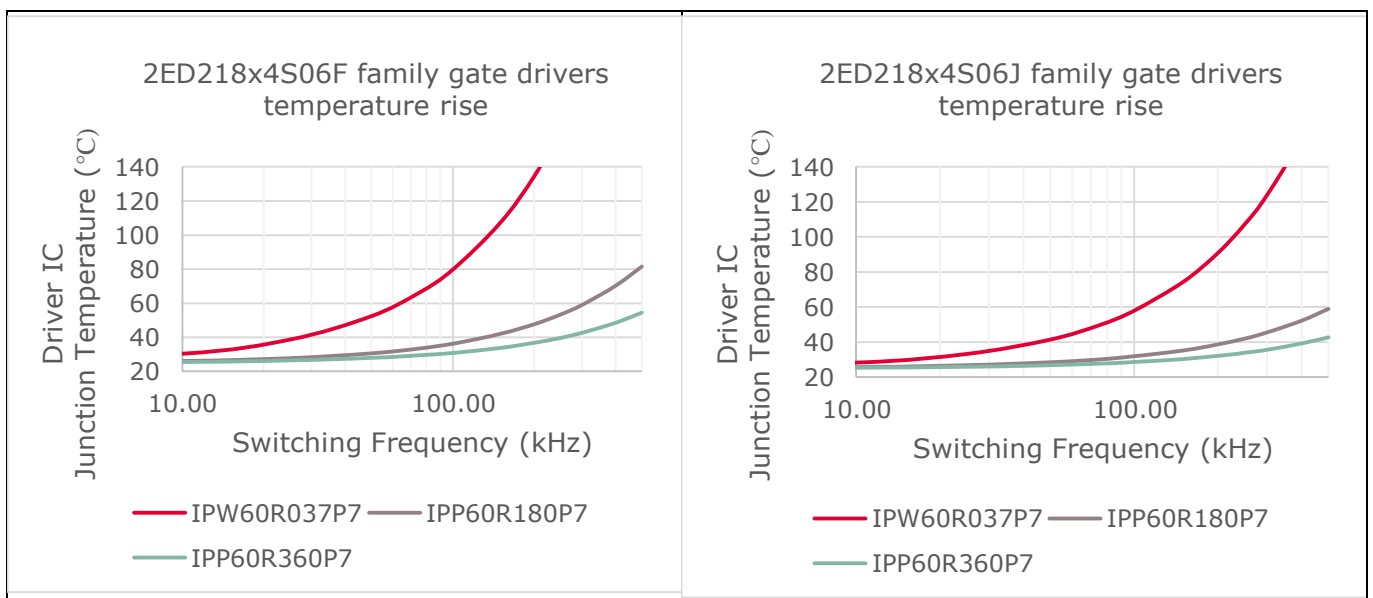 2ED218x4S06F family gate drivers
temperature rise
Driver IC
Junction Temperature (°C)
140
120
100
80
60
40
20
10.00
100.00
Switching Frequency (kHz)
IPW60R037P7
IPP60R180P7
IPP60R360P7
2ED218x4S06J family gate drivers
temperature rise
Driver IC
Junction Temperature (°C)
140
120
100
80
60
40
20
10.00
100.00
Switching Frequency (kHz)
IPW60R037P7
IPP60R180P7
IPP60R360P7